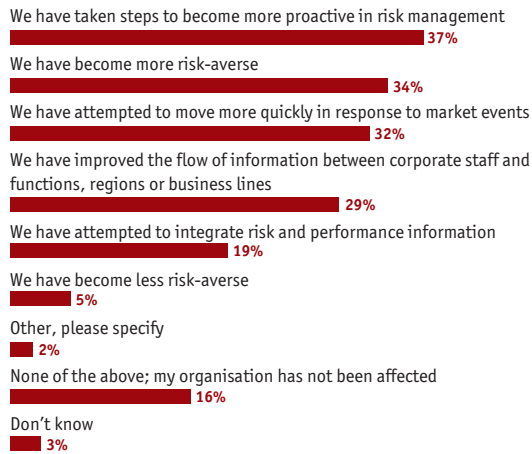 We have taken steps to become more proactive in risk management
37%
We have become more risk-averse
34%
We have attempted to move more quickly in response to market events
32%
We have improved the flow of information between corporate staff and
functions, regions or business lines
29%
We have attempted to integrate risk and performance information
19%
We have become less risk-averse
5%
Other, please specify
2%
None of the above; my organisation has not been affected
16%
Don’t know
3%